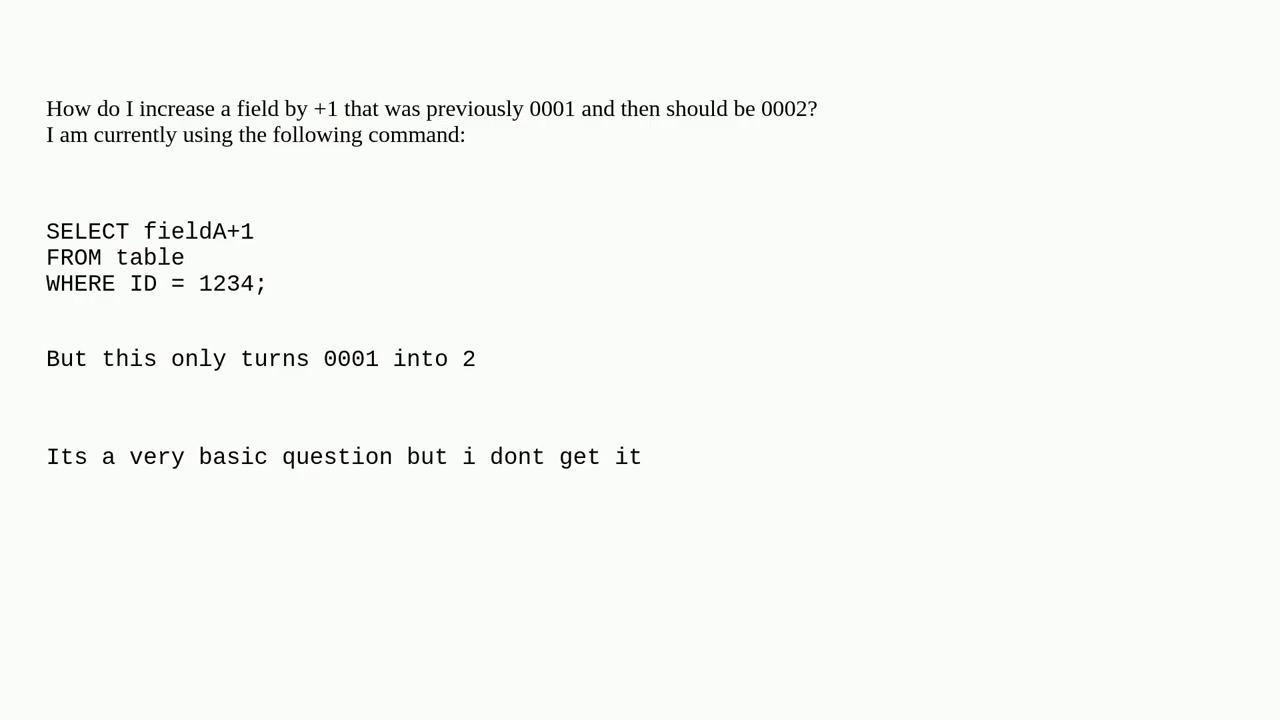 How do I increase a field by +1 that was previously 0001 and then should be 0002?
I am currently using the following command:
SELECT fieldA+1
FROM table
WHERE ID = 1234;
But this only turns 0001 into 2
Its a very basic question but i dont get it